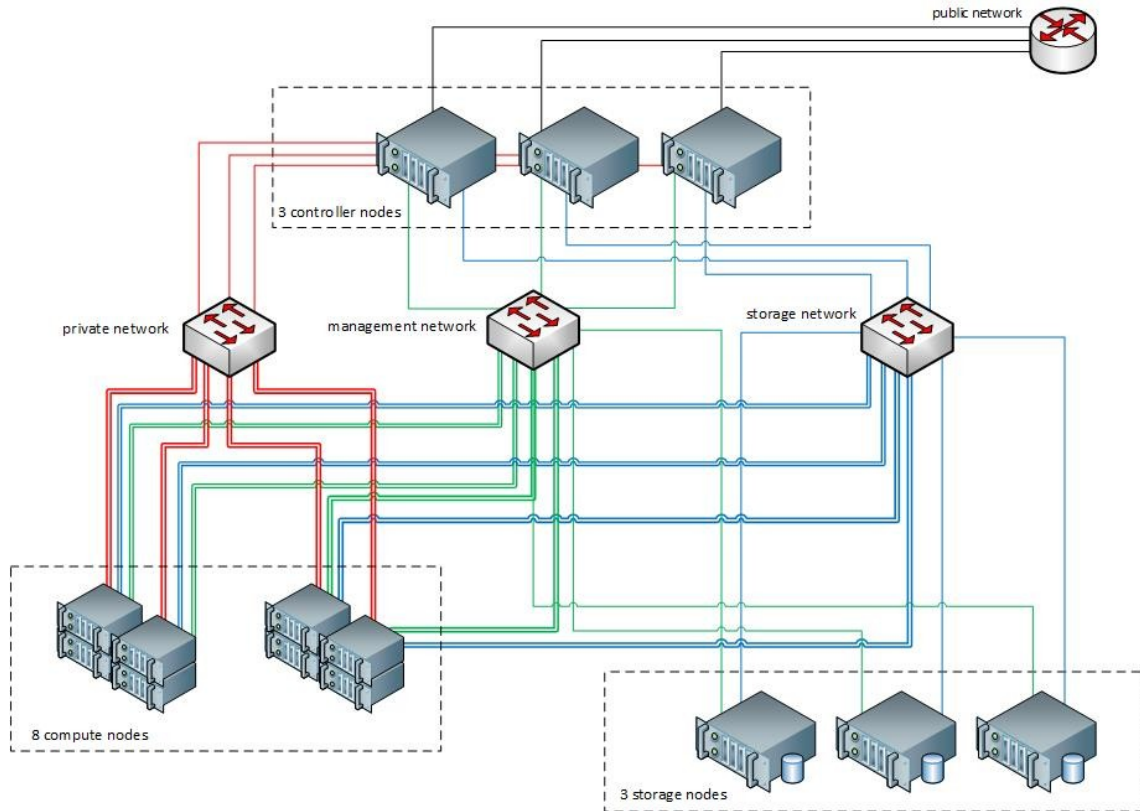 public network
3 controller nodes
private network
management network
storage network
8 compute nodes
3 storage nodes